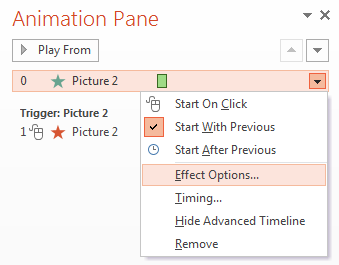 Animation Pane
Play From
0 Picture 2
Trigger: Picture 2
1 Picture 2
Start On Click
Start With Previous
Start After Previous
Effect Options...
Timing...
Hide Advanced Timeline
Remove